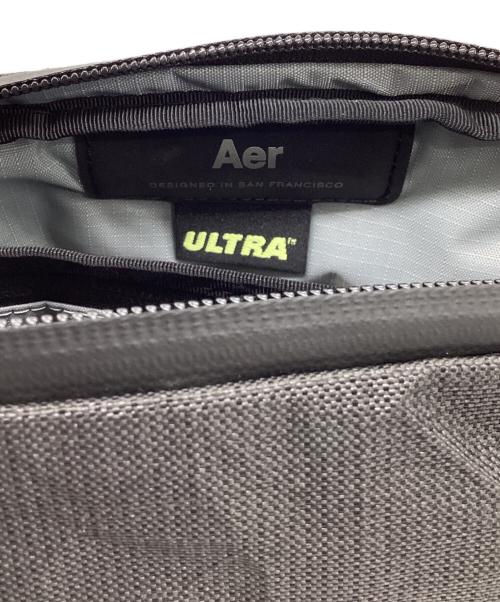 Aer
DESIGNED IN SAN FRANCISCO
ULTRA™